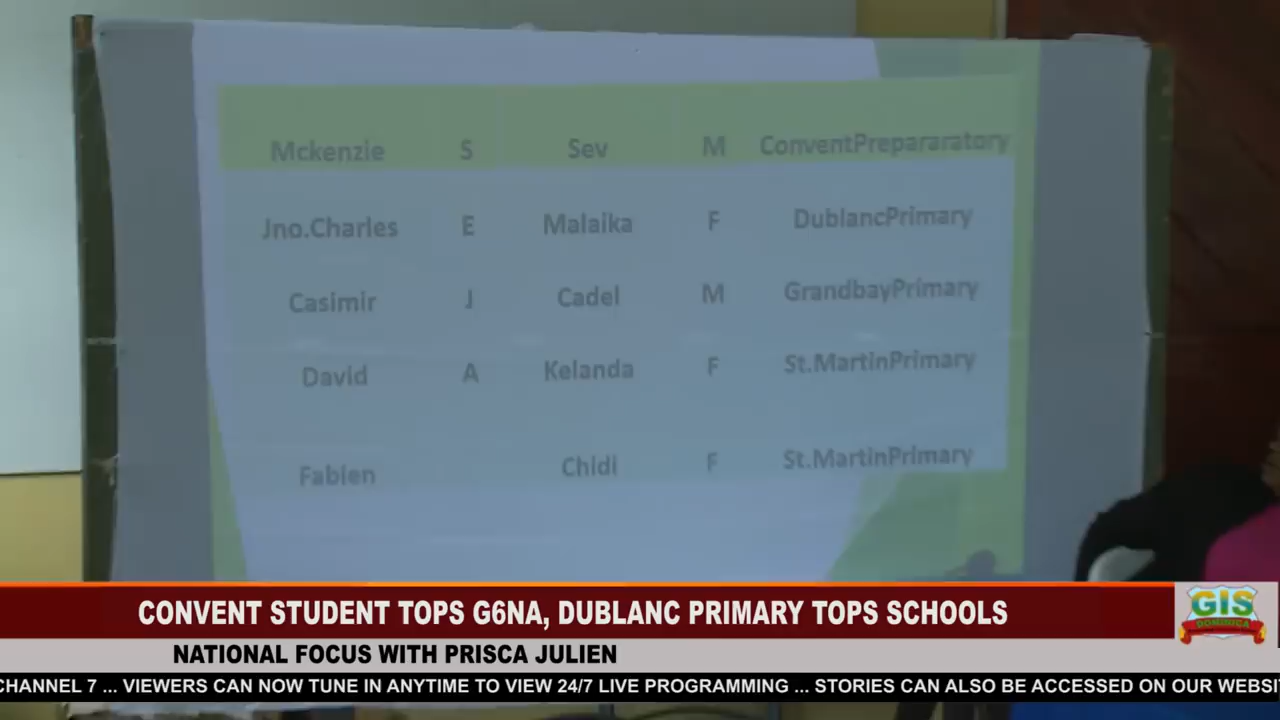 Mckenzie S Sev M ConventPrepararatory
Jno.Charles E Malaika F DublancPrimary
Casimir J Cadel M GrandbayPrimary
David A Kelanda F St.MartinPrimary
Fabien Chidi F St.MartinPrimary
CONVENT STUDENT TOPS G6NA, DUBLANC PRIMARY TOPS SCHOOLS
GIS
DOMINICA
NATIONAL FOCUS WITH PRISCA JULIEN
CHANNEL 7 ... VIEWERS CAN NOW TUNE IN ANYTIME TO VIEW 24/7 LIVE PROGRAMMING ... STORIES CAN ALSO BE ACCESSED ON OUR WEBSI